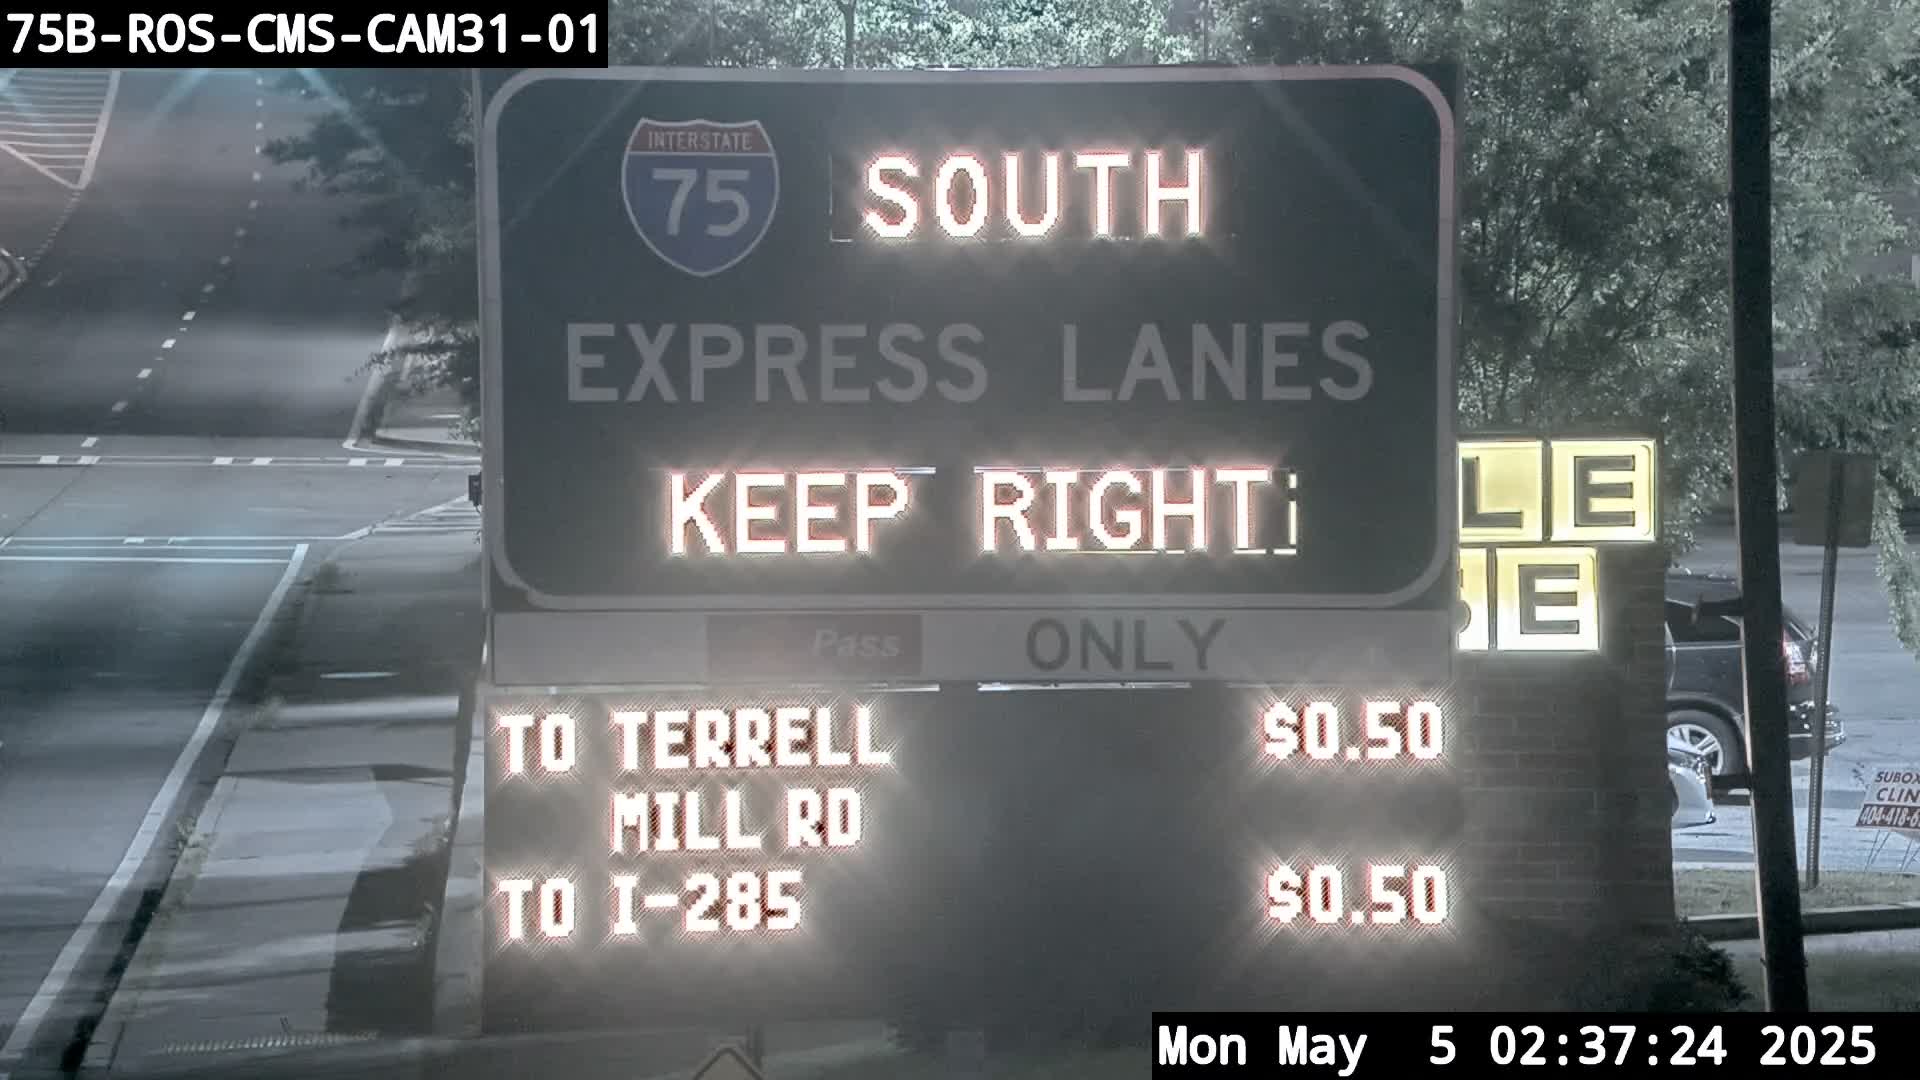 75B-ROS-CMS-CAM31-01
INTERSTATE
75
SOUTH
EXPRESS LANES
KEEP RIGHT
LE
E
Pass ONLY
TO TERRELL $0.50
MILL RD
TO I-285 $0.50
Mon May 5 02:37:24 2025